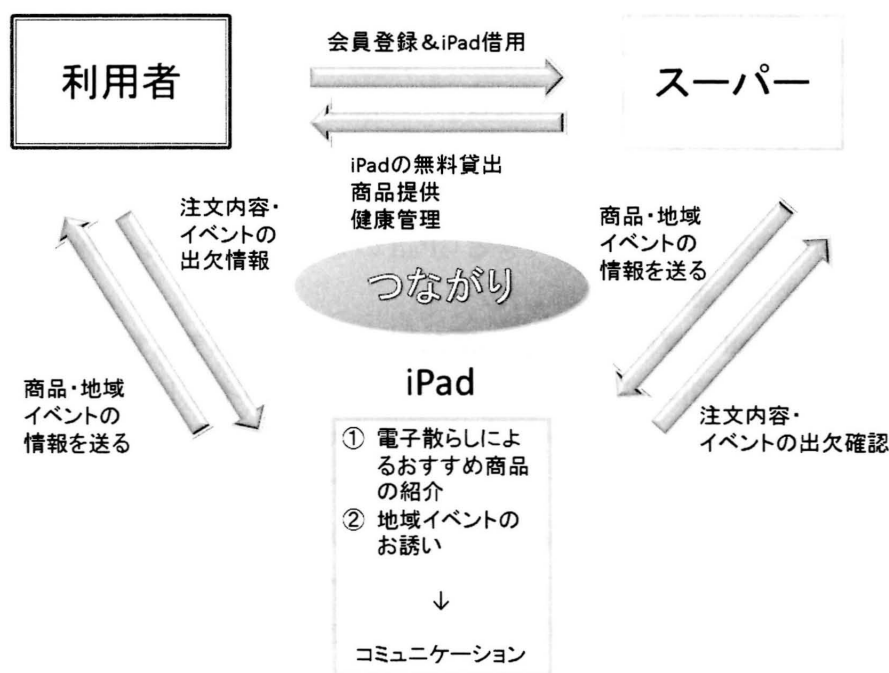 会員登録＆iPad借用
利用者
スーパー
iPadの無料貸出
商品提供
健康管理
注文内容・
イベントの
出欠情報
商品・地域
イベントの
情報を送る
つながり
商品・地域
イベントの
情報を送る
iPad
注文内容・
イベントの出欠確認
① 電子散らしによ
るおすすめ商品
の紹介
② 地域イベントの
お誘い
↓
コミュニケーション